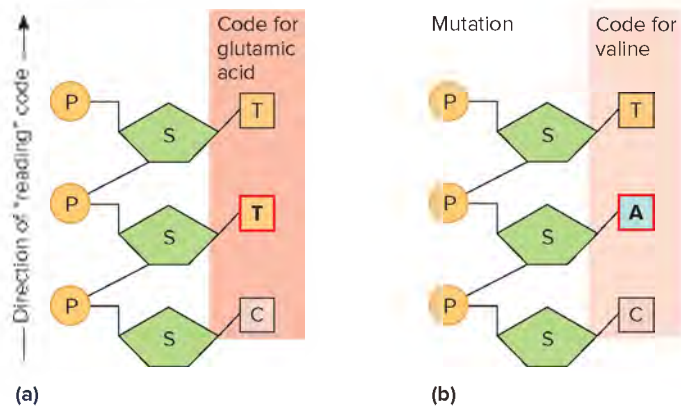 Direction of "reading" code
Code for
glutamic
acid
P
S
T
P
S
T
P
S
C
(a)
Mutation
Code for
valine
P
S
T
P
S
A
P
S
C
(b)